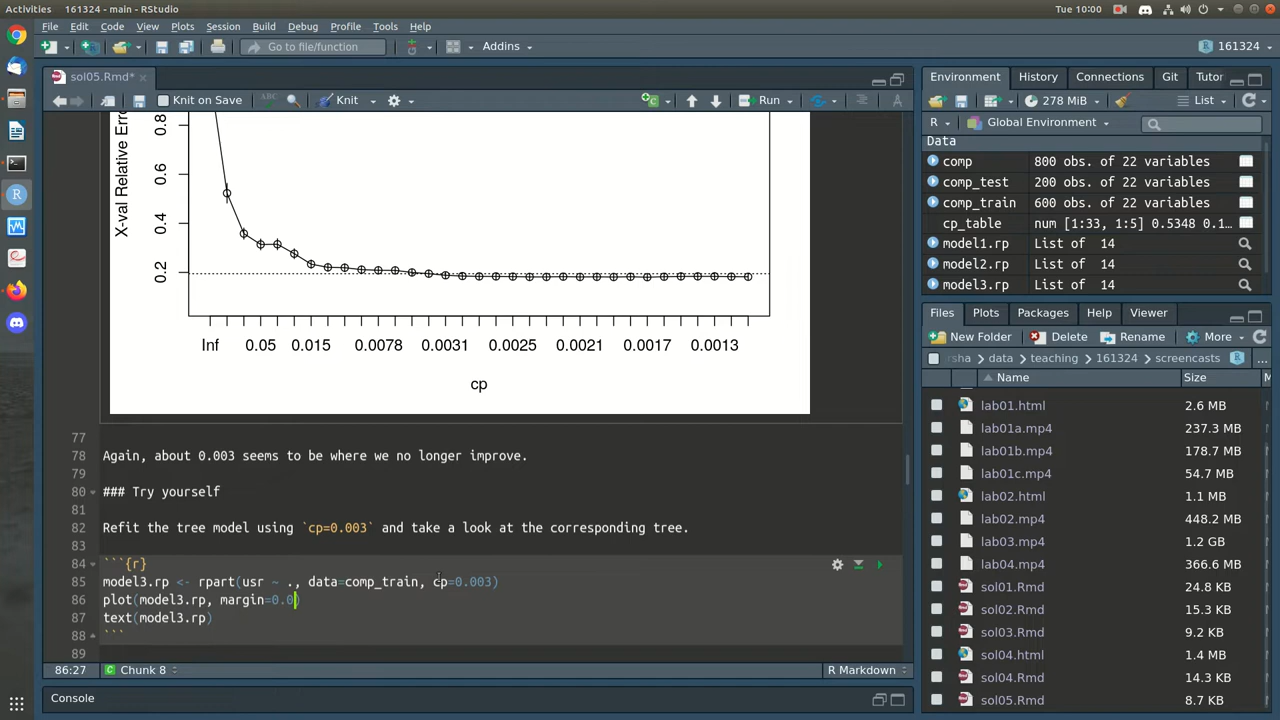 Activities
161324 - main - RStudio
Tue 10:00
File Edit Code View Plots Session Build Debug Profile Tools Help
Go to file/function
Addins
161324
sol05.Rmd*
Knit on Save
ABC
Knit
Run
0.8
0.6
0.4
0.2
X-val Relative Erro
Inf 0.05 0.015 0.0078 0.0031 0.0025 0.0021 0.0017 0.0013
cp
77
78 Again, about 0.003 seems to be where we no longer improve.
79
80 ### Try yourself
81
82 Refit the tree model using `cp=0.003` and take a look at the corresponding tree.
83
84 ```{r}
85 model3.rp <- rpart(usr ~ ., data=comp_train, cp=0.003)
86 plot(model3.rp, margin=0.0)
87 text(model3.rp)
88 ```
89
86:27 Chunk 8 R Markdown
Console
Environment History Connections Git Tutor
278 MiB List
R Global Environment
Data
comp 800 obs. of 22 variables
comp_test 200 obs. of 22 variables
comp_train 600 obs. of 22 variables
cp_table num [1:33, 1:5] 0.5348 0.1…
model1.rp List of 14
model2.rp List of 14
model3.rp List of 14
Files Plots Packages Help Viewer
New Folder Delete Rename More
rsha data teaching 161324 screencasts ...
Name Size M
lab01.html 2.6 MB
lab01a.mp4 237.3 MB
lab01b.mp4 178.7 MB
lab01c.mp4 54.7 MB
lab02.html 1.1 MB
lab02.mp4 448.2 MB
lab03.mp4 1.2 GB
lab04.mp4 366.6 MB
sol01.Rmd 24.8 KB
sol02.Rmd 15.3 KB
sol03.Rmd 9.2 KB
sol04.html 1.4 MB
sol04.Rmd 14.3 KB
sol05.Rmd 8.7 KB